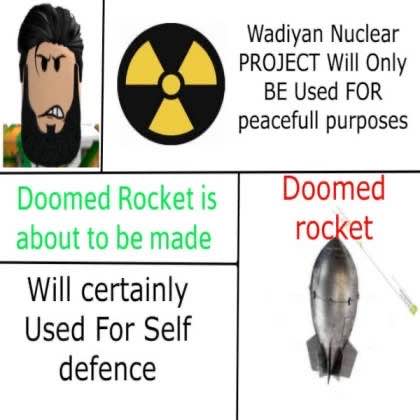 Wadiyan Nuclear
PROJECT Will Only
BE Used FOR
peacefull purposes
Doomed Rocket is
about to be made
Doomed
rocket
Will certainly
Used For Self
defence